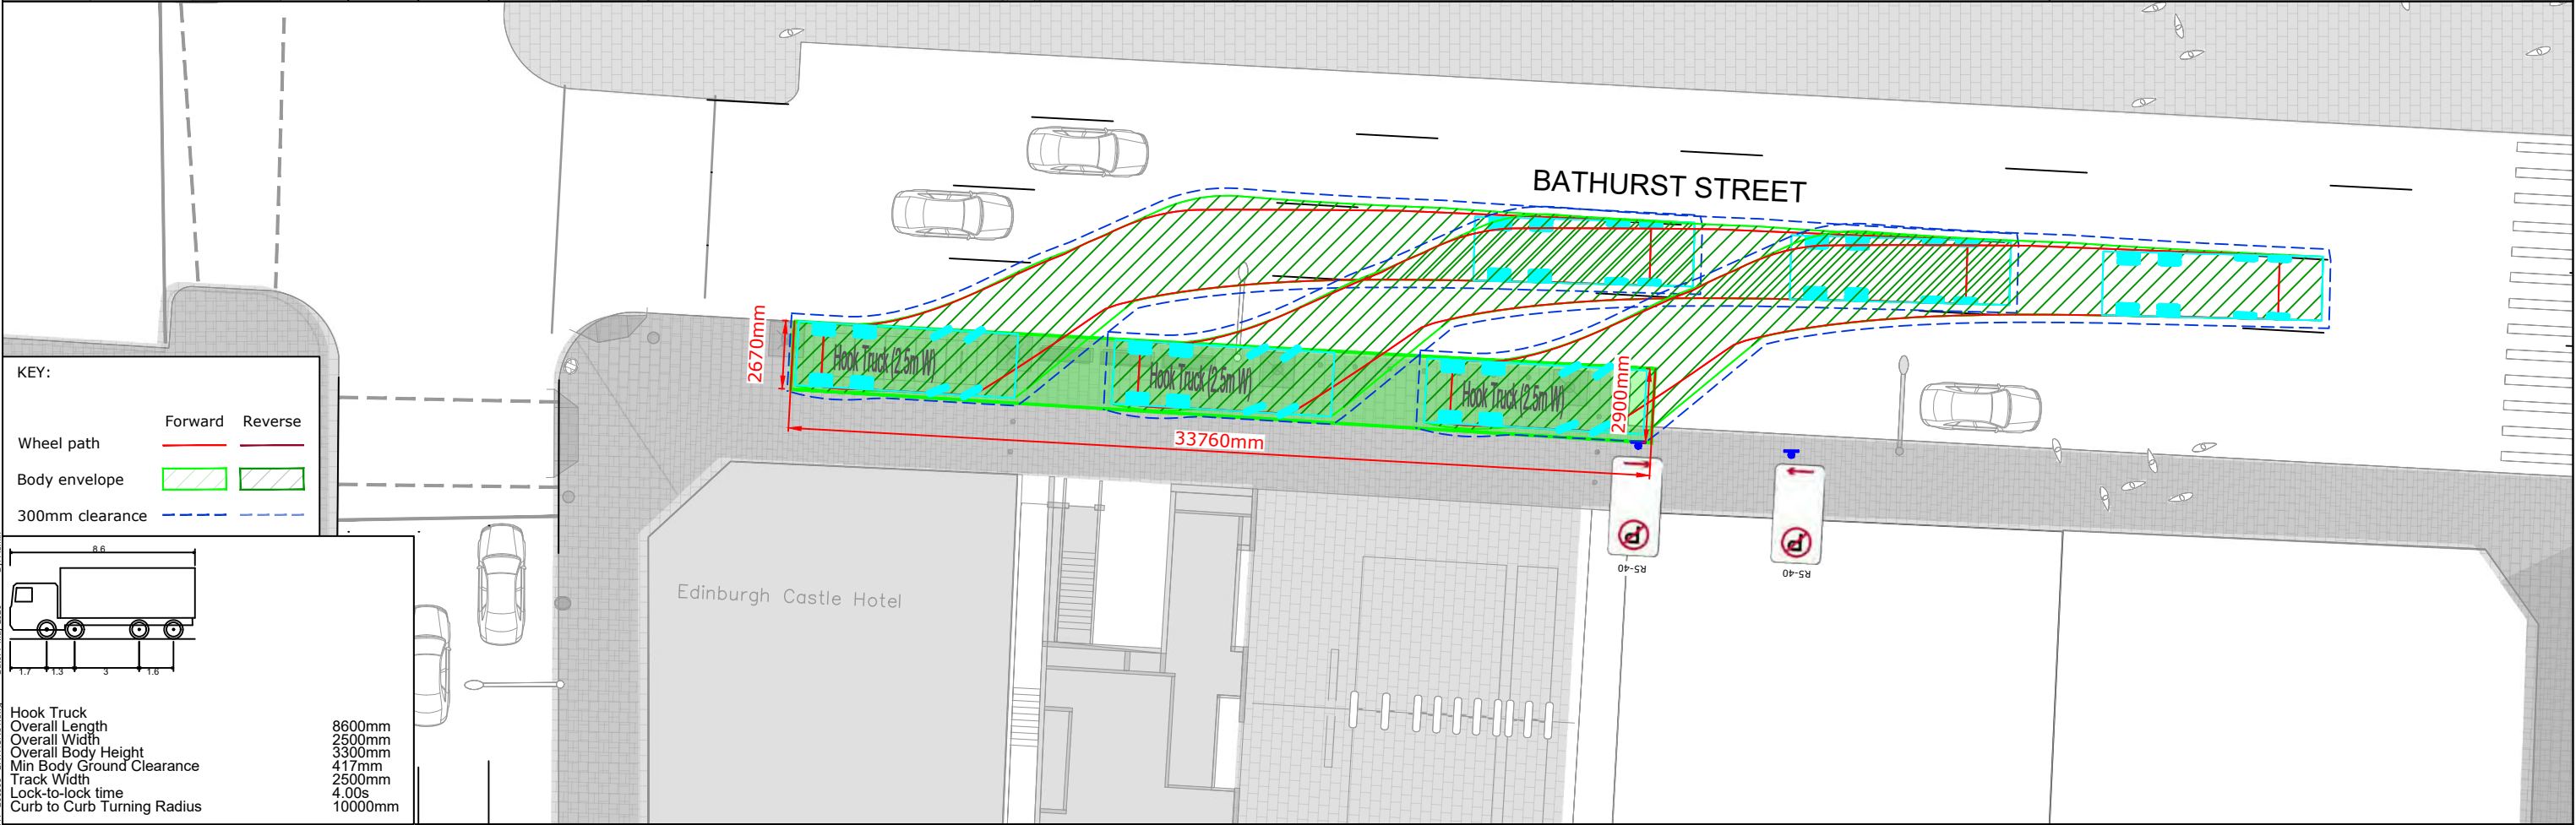 BATHURST STREET
2670mm
Hook Truck (2.5m W)
Hook Truck (2.5m W)
Hook Truck (2.5m W)
2900mm
33760mm
R5-40
R5-40
Edinburgh Castle Hotel
KEY:
Forward Reverse
Wheel path
Body envelope
300mm clearance
8.6
1.7 1.3 3 1.6
Hook Truck
Overall Length 8600mm
Overall Width 2500mm
Overall Body Height 3300mm
Min Body Ground Clearance 417mm
Track Width 2500mm
Lock-to-lock time 4.00s
Curb to Curb Turning Radius 10000mm